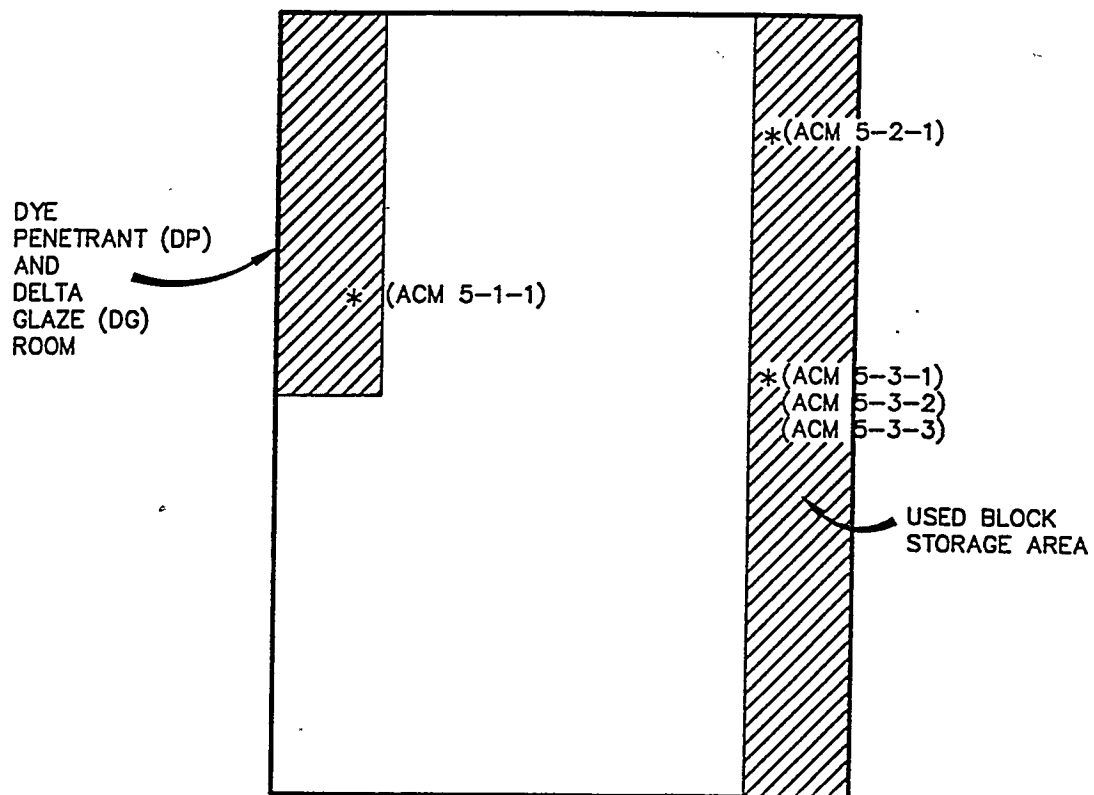 (ACM 5-2-1)
DYE
PENETRANT (DP)
AND
DELTA
GLAZE (DG)
ROOM
(ACM 5-1-1)
(ACM 5-3-1)
(ACM 5-3-2)
(ACM 5-3-3)
USED BLOCK
STORAGE AREA